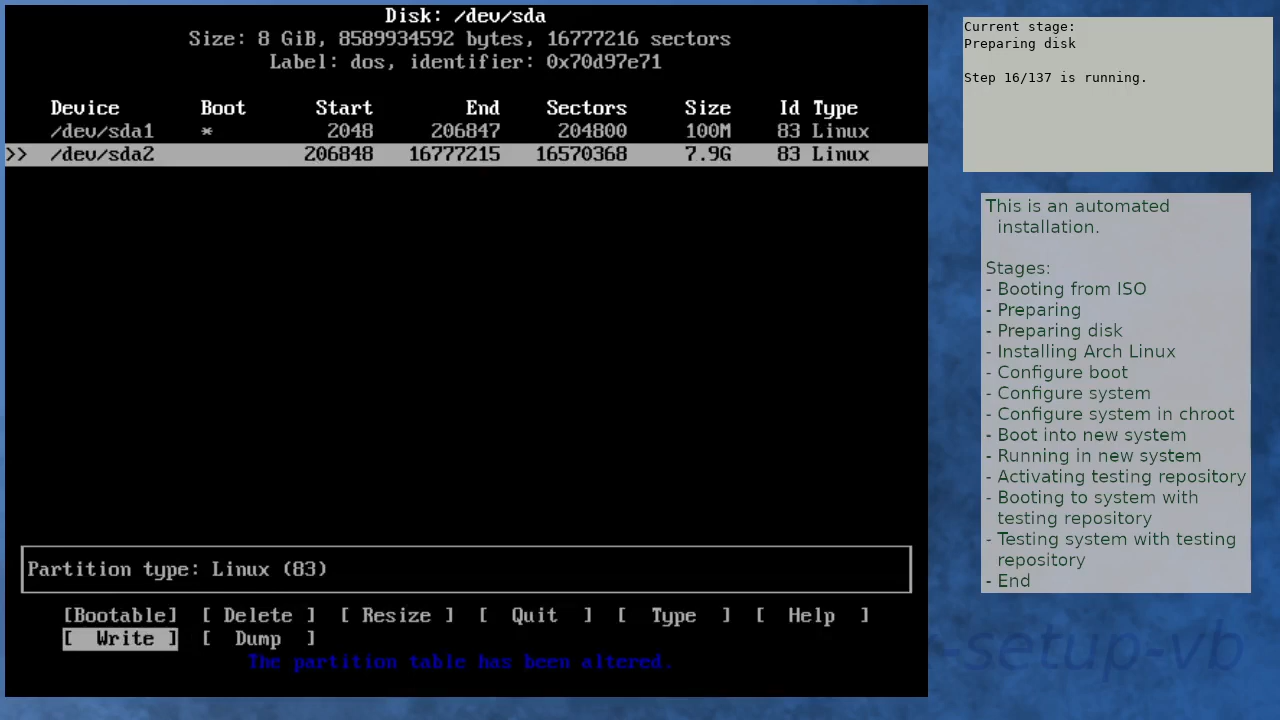 Disk: /dev/sda
Size: 8 GiB, 8589934592 bytes, 16777216 sectors
Label: dos, identifier: 0x70d97e71
Device Boot Start End Sectors Size Id Type
/dev/sda1 * 2048 206847 204800 100M 83 Linux
>> /dev/sda2 206848 16777215 16570368 7.9G 83 Linux
Partition type: Linux (83)
[Bootable] [ Delete ] [ Resize ] [ Quit ] [ Type ] [ Help ]
[ Write ] [ Dump ]
The partition table has been altered.
Current stage:
Preparing disk
Step 16/137 is running.
This is an automated
installation.
Stages:
- Booting from ISO
- Preparing
- Preparing disk
- Installing Arch Linux
- Configure boot
- Configure system
- Configure system in chroot
- Boot into new system
- Running in new system
- Activating testing repository
- Booting to system with
testing repository
- Testing system with testing
repository
- End
-setup-vb